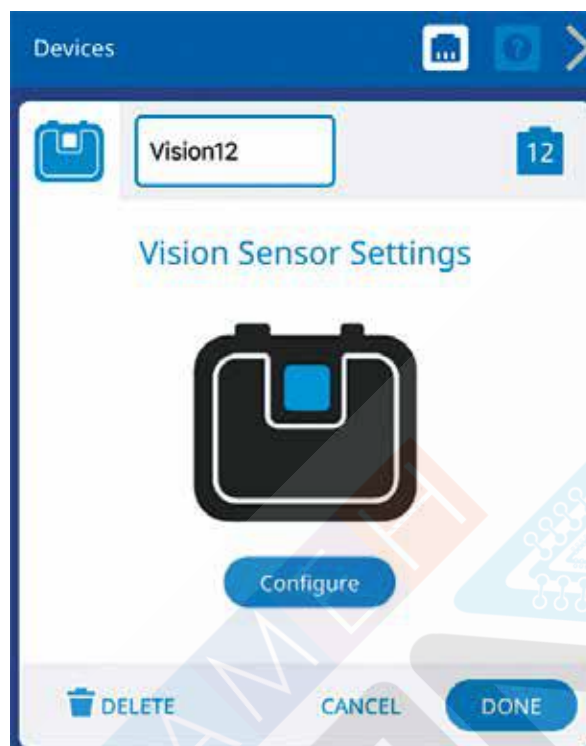 Devices
?
Vision12
12
Vision Sensor Settings
Configure
DELETE
CANCEL
DONE